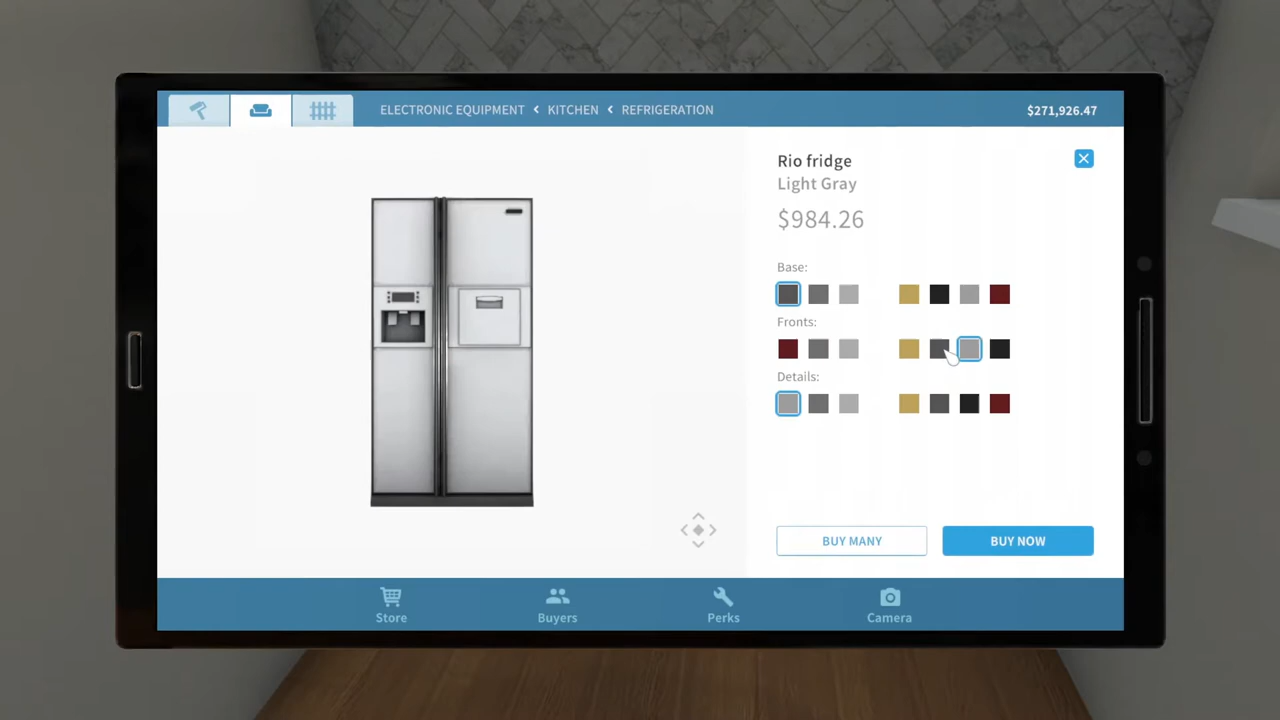 ELECTRONIC EQUIPMENT < KITCHEN < REFRIGERATION
$271,926.47
Rio fridge
Light Gray
$984.26
Base:
Fronts:
Details:
BUY MANY
BUY NOW
Store
Buyers
Perks
Camera